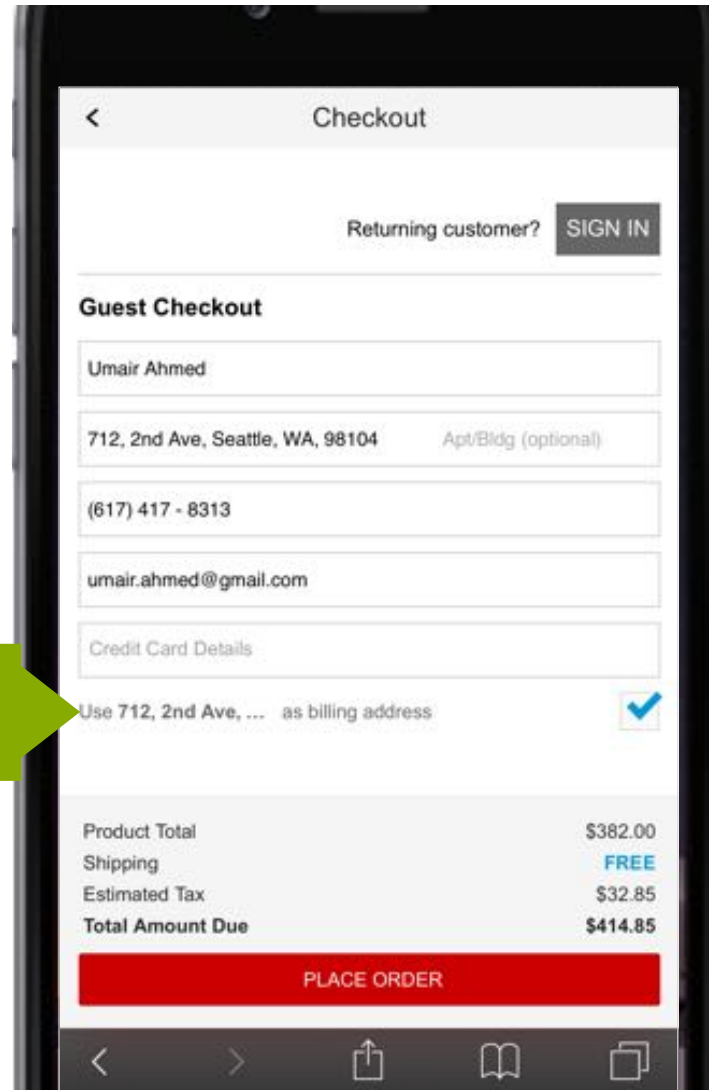 Checkout
Returning customer? SIGN IN
Guest Checkout
Umair Ahmed
712, 2nd Ave, Seattle, WA, 98104 Apt/Bldg (optional)
(617) 417 - 8313
umair.ahmed@gmail.com
Credit Card Details
Use 712, 2nd Ave, ... as billing address
Product Total $382.00
Shipping FREE
Estimated Tax $32.85
Total Amount Due $414.85
PLACE ORDER